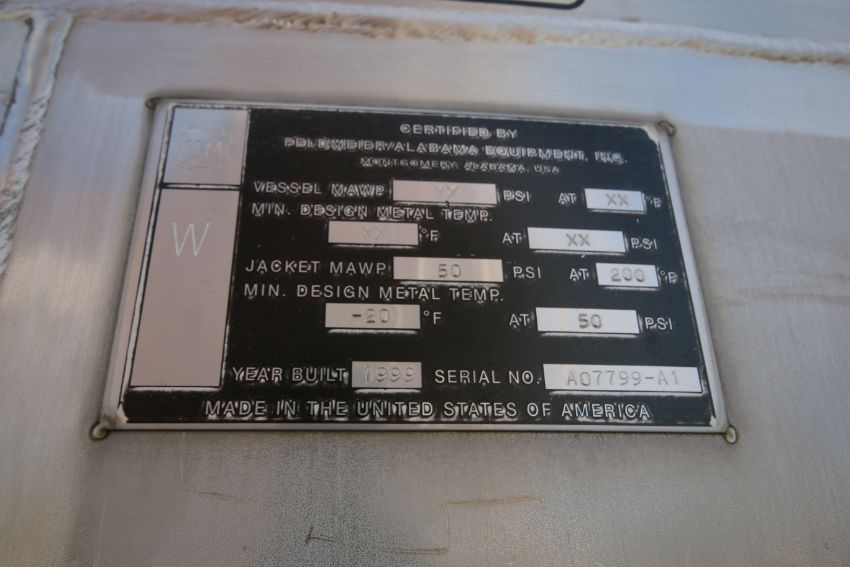 CERTIFIED BY
FELDMEIER/ALABAMA EQUIPMENT, INC.
MONTGOMERY, ALABAMA, USA
VESSEL MAWP XX PSI AT XX °F
MIN. DESIGN METAL TEMP.
XX °F AT XX PSI
W
JACKET MAWP 50 PSI AT 200 °F
MIN. DESIGN METAL TEMP.
-20 °F AT 50 PSI
YEAR BUILT 1999 SERIAL NO. A07799-A1
MADE IN THE UNITED STATES OF AMERICA